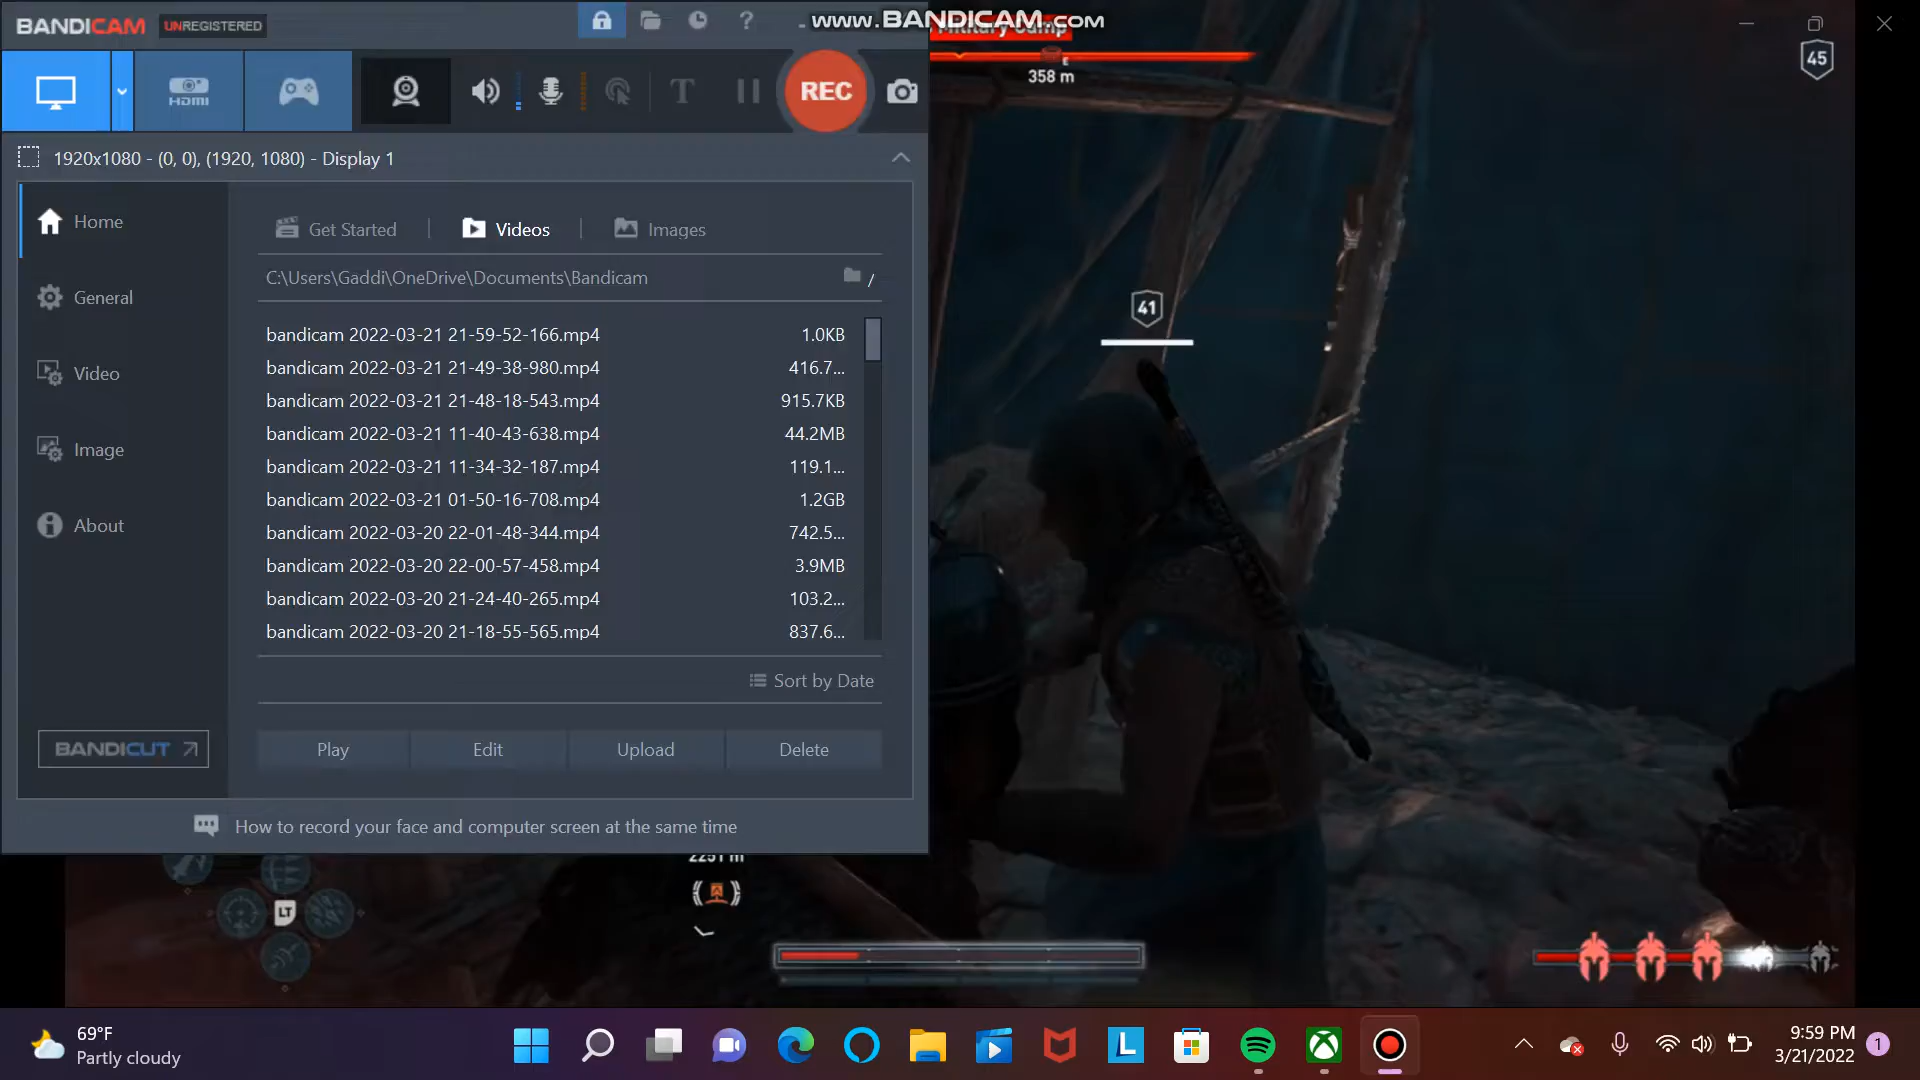 BANDICAM UNREGISTERED
?
www.BANDICAM.com
Military Camp
E
358 m
45
HDMI
T
REC
1920x1080 - (0, 0), (1920, 1080) - Display 1
Home
General
Video
Image
About
BANDICUT
Get Started
Videos
Images
C:\Users\Gaddi\OneDrive\Documents\Bandicam
/
bandicam 2022-03-21 21-59-52-166.mp4 1.0KB
bandicam 2022-03-21 21-49-38-980.mp4 416.7...
bandicam 2022-03-21 21-48-18-543.mp4 915.7KB
bandicam 2022-03-21 11-40-43-638.mp4 44.2MB
bandicam 2022-03-21 11-34-32-187.mp4 119.1...
bandicam 2022-03-21 01-50-16-708.mp4 1.2GB
bandicam 2022-03-20 22-01-48-344.mp4 742.5...
bandicam 2022-03-20 22-00-57-458.mp4 3.9MB
bandicam 2022-03-20 21-24-40-265.mp4 103.2...
bandicam 2022-03-20 21-18-55-565.mp4 837.6...
Sort by Date
Play Edit Upload Delete
How to record your face and computer screen at the same time
41
2251 m
LT
69°F
Partly cloudy
L
9:59 PM
3/21/2022
1